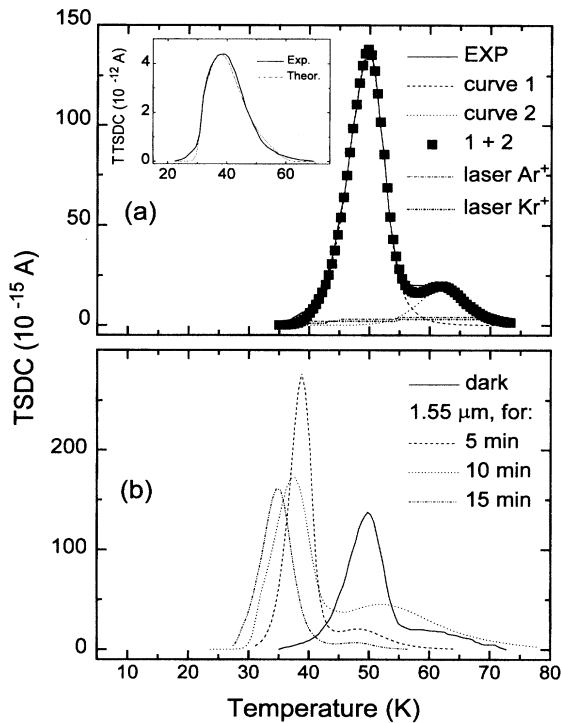 TSDC (10 -15 A)
150
100
50
0
(a)
TTSDC (10 -12 A)
4
2
0
20 40 60
Exp.
Theor.
EXP
curve 1
curve 2
1 + 2
laser Ar+
laser Kr+
200
100
0
(b)
dark
1.55 μm, for:
5 min
10 min
15 min
10 20 30 40 50 60 70 80
Temperature (K)